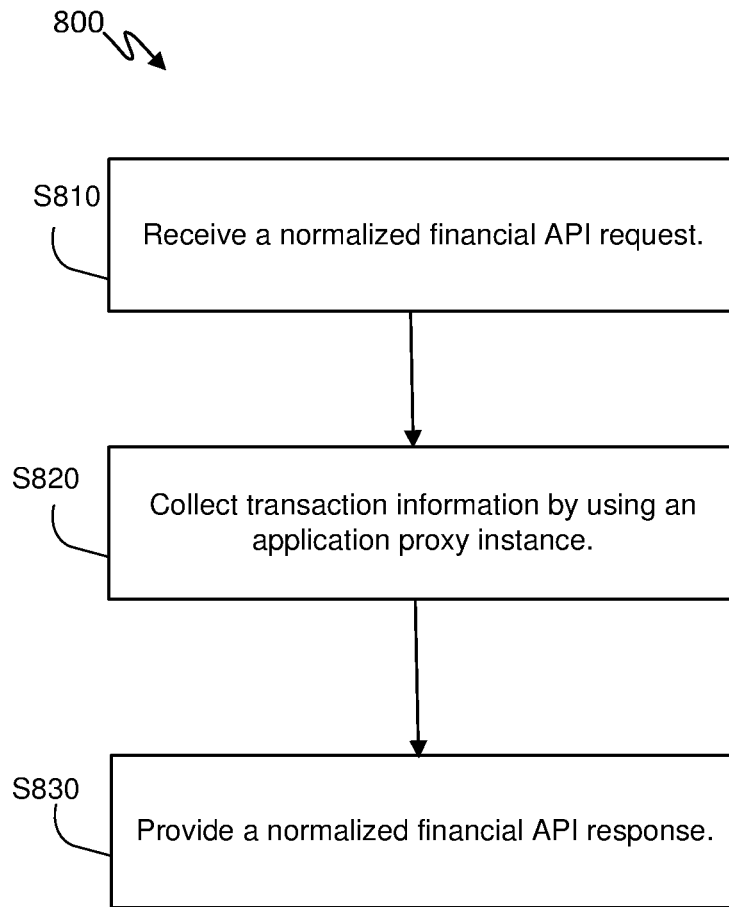 800
S810
Receive a normalized financial API request.
S820
Collect transaction information by using an
application proxy instance.
S830
Provide a normalized financial API response.